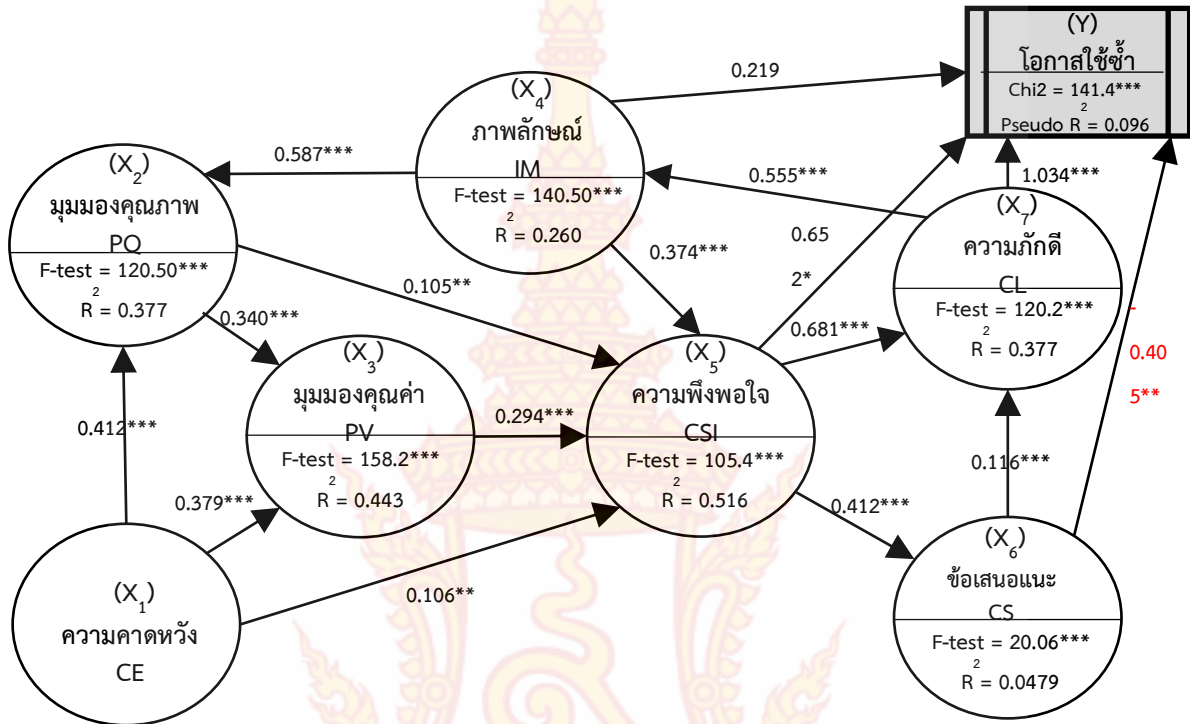 (Y)
โอกาสใช้ซ้ำ
Chi2 = 141.4***
2
Pseudo R = 0.096
0.219
(X4)
ภาพลักษณ์
IM
F-test = 140.50***
2
R = 0.260
0.587***
(X2)
มุมมองคุณภาพ
PQ
F-test = 120.50***
2
R = 0.377
0.555***
1.034***
(X7)
ความภักดี
CL
F-test = 120.2***
2
R = 0.377
0.65
2*
0.374***
0.105**
0.340***
0.681***
-
0.40
5**
(X3)
มุมมองคุณค่า
PV
F-test = 158.2***
2
R = 0.443
0.294***
(X5)
ความพึงพอใจ
CSI
F-test = 105.4***
2
R = 0.516
0.412***
0.379***
0.116***
0.412***
(X1)
ความคาดหวัง
CE
0.106**
(X6)
ข้อเสนอแนะ
CS
F-test = 20.06***
2
R = 0.0479